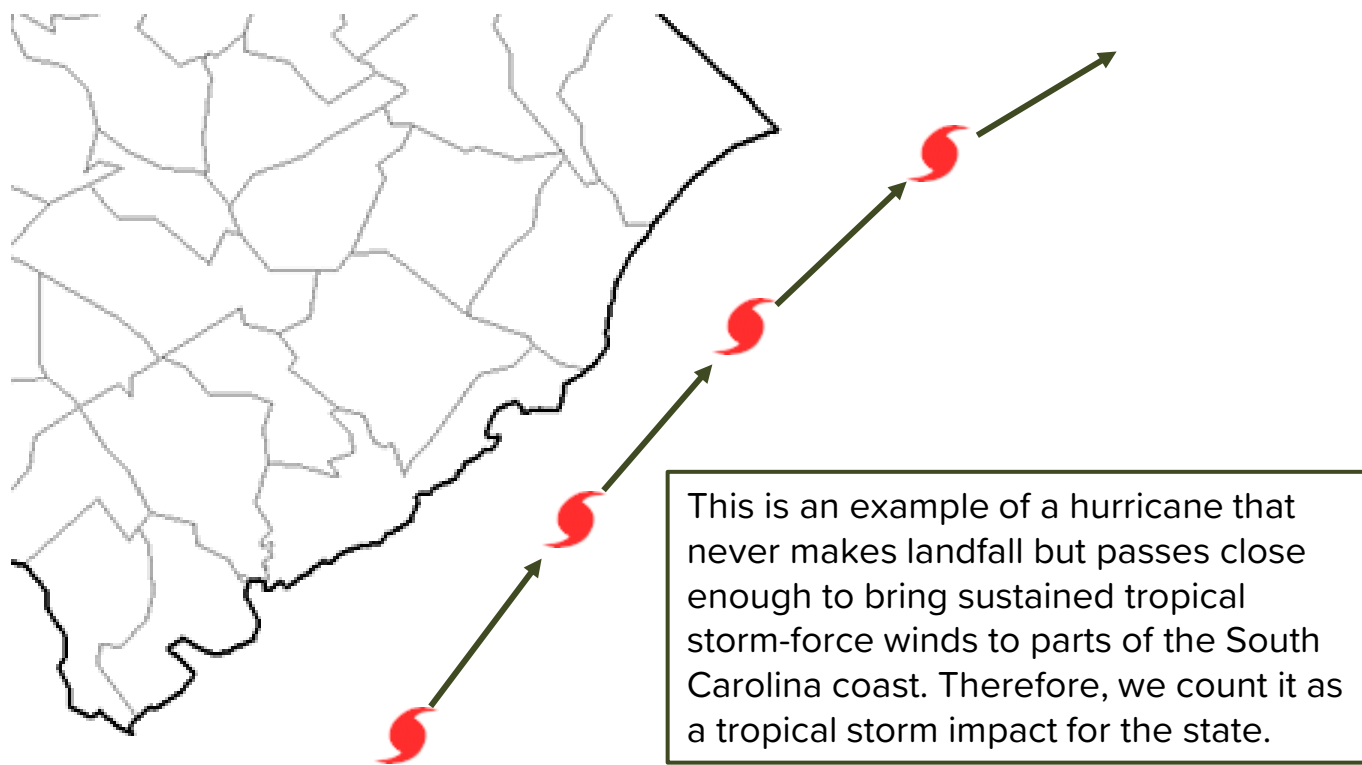 This is an example of a hurricane that
never makes landfall but passes close
enough to bring sustained tropical
storm-force winds to parts of the South
Carolina coast. Therefore, we count it as
a tropical storm impact for the state.